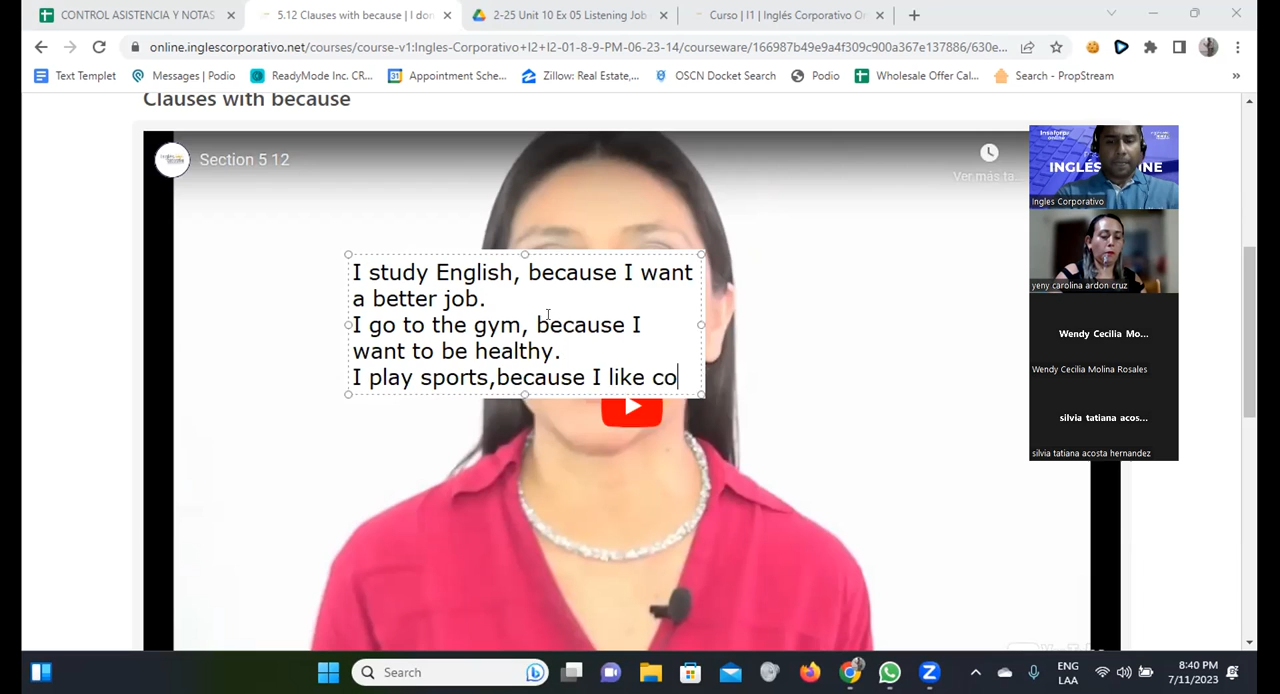 CONTROL ASISTENCIA Y NOTAS
5.12 Clauses with because | I don
2-25 Unit 10 Ex 05 Listening Job
Curso | I1 | Inglés Corporativo On
online.inglescorporativo.net/courses/course-v1:Ingles-Corporativo+I2+I2-01-8-9-PM-06-23-14/courseware/166987b49e9a4f309c900a367e137886/630e...
Text Templet
Messages | Podio
ReadyMode Inc. CR...
Appointment Sche...
Zillow: Real Estate,...
OSCN Docket Search
Podio
Wholesale Offer Cal...
Search - PropStream
»
Clauses with because
Section 5 12
Ver más ta...
I study English, because I want
a better job.
I go to the gym, because I
want to be healthy.
I play sports,because I like co
INGLÉS ONLINE
Ingles Corporativo
yeny carolina ardon cruz
Wendy Cecilia Mo...
Wendy Cecilia Molina Rosales
silvia tatiana acos...
silvia tatiana acosta hernandez
Search
ENG
LAA
8:40 PM
7/11/2023